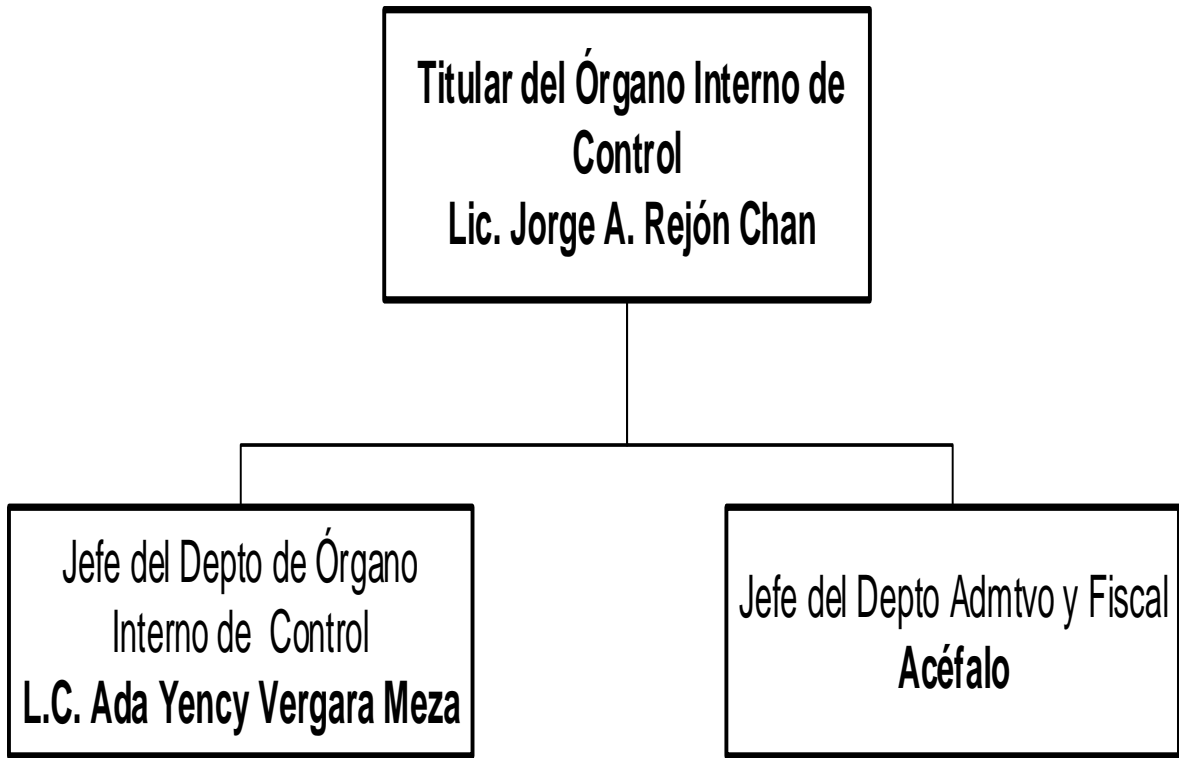 Titular del Órgano Interno de
Control
Lic. Jorge A. Rejón Chan
Jefe del Depto de Órgano
Interno de Control
L.C. Ada Yency Vergara Meza
Jefe del Depto Admtvo y Fiscal
Acéfalo